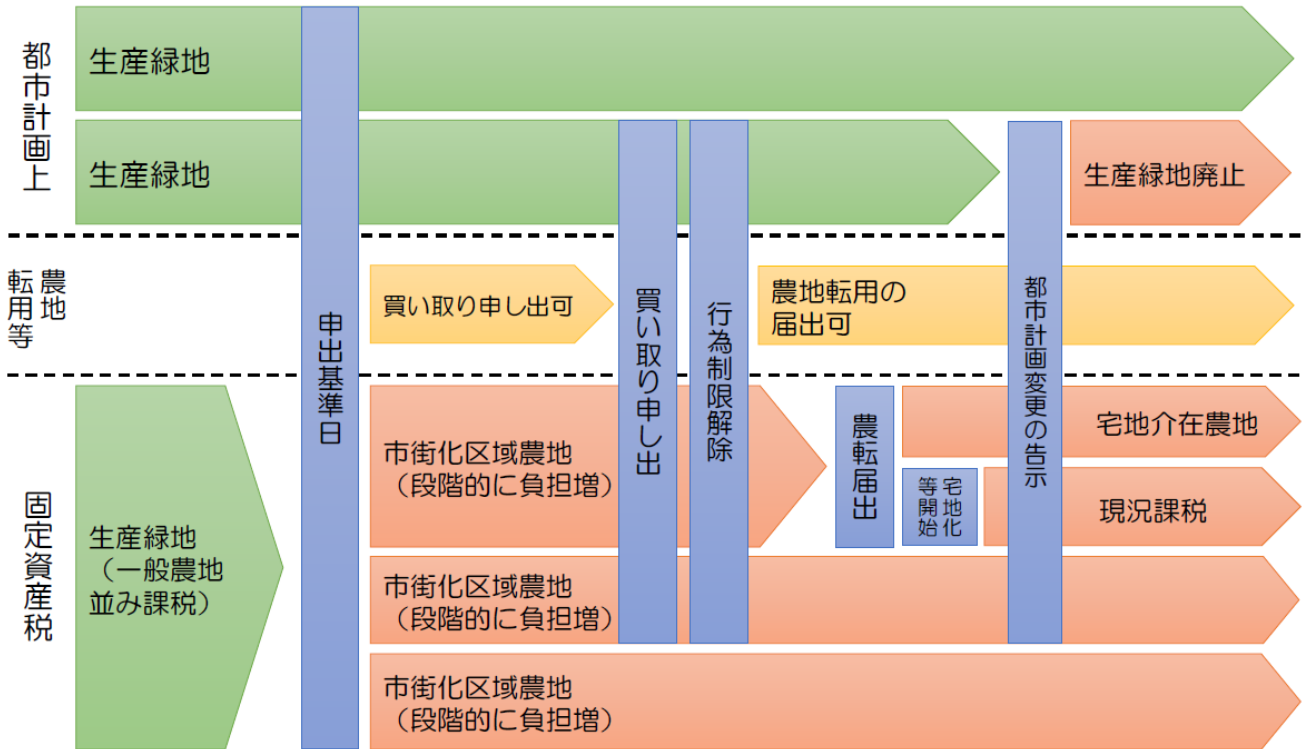 都市計画上
生産緑地
生産緑地
生産緑地廃止
農地
転用等
買い取り申し出可
農地転用の
届出可
申出基準日
買い取り申し出
行為制限解除
都市計画変更の告示
固定資産税
生産緑地
（一般農地
並み課税）
市街化区域農地
（段階的に負担増）
農転届出
宅地介在農地
宅地化
等開始
現況課税
市街化区域農地
（段階的に負担増）
市街化区域農地
（段階的に負担増）